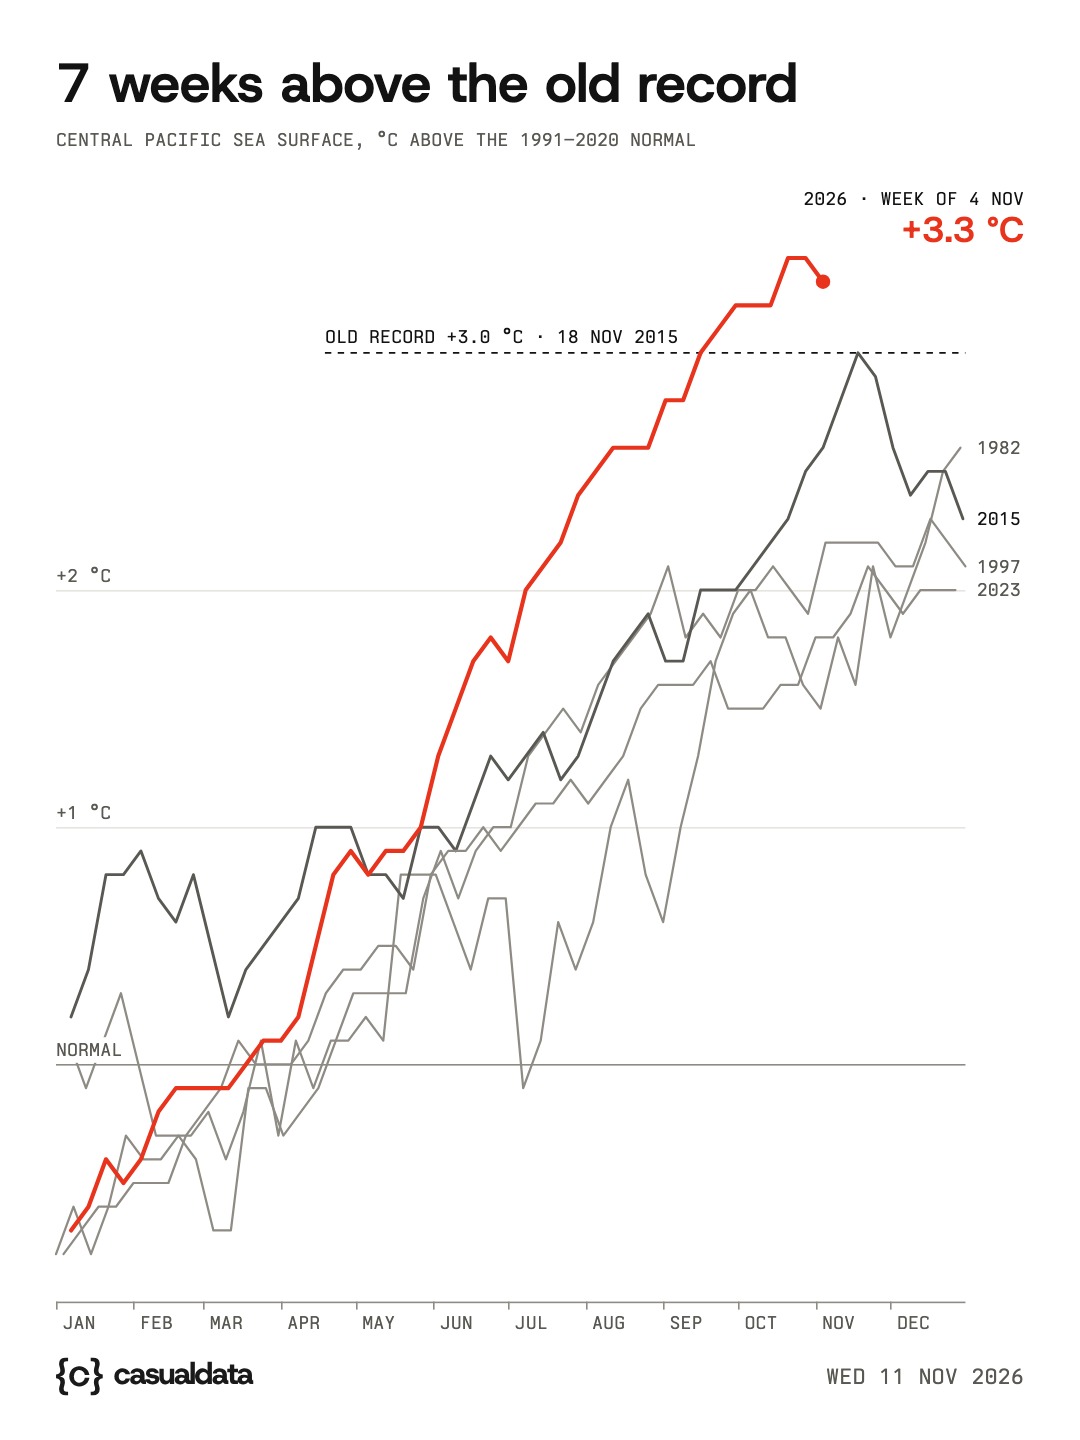 7 weeks above the old record
CENTRAL PACIFIC SEA SURFACE, °C ABOVE THE 1991–2020 NORMAL
2026 · WEEK OF 4 NOV
+3.3 °C
OLD RECORD +3.0 °C · 18 NOV 2015
1982
2015
1997
2023
+2 °C
+1 °C
NORMAL
JAN FEB MAR APR MAY JUN JUL AUG SEP OCT NOV DEC
{c} casualdata
WED 11 NOV 2026